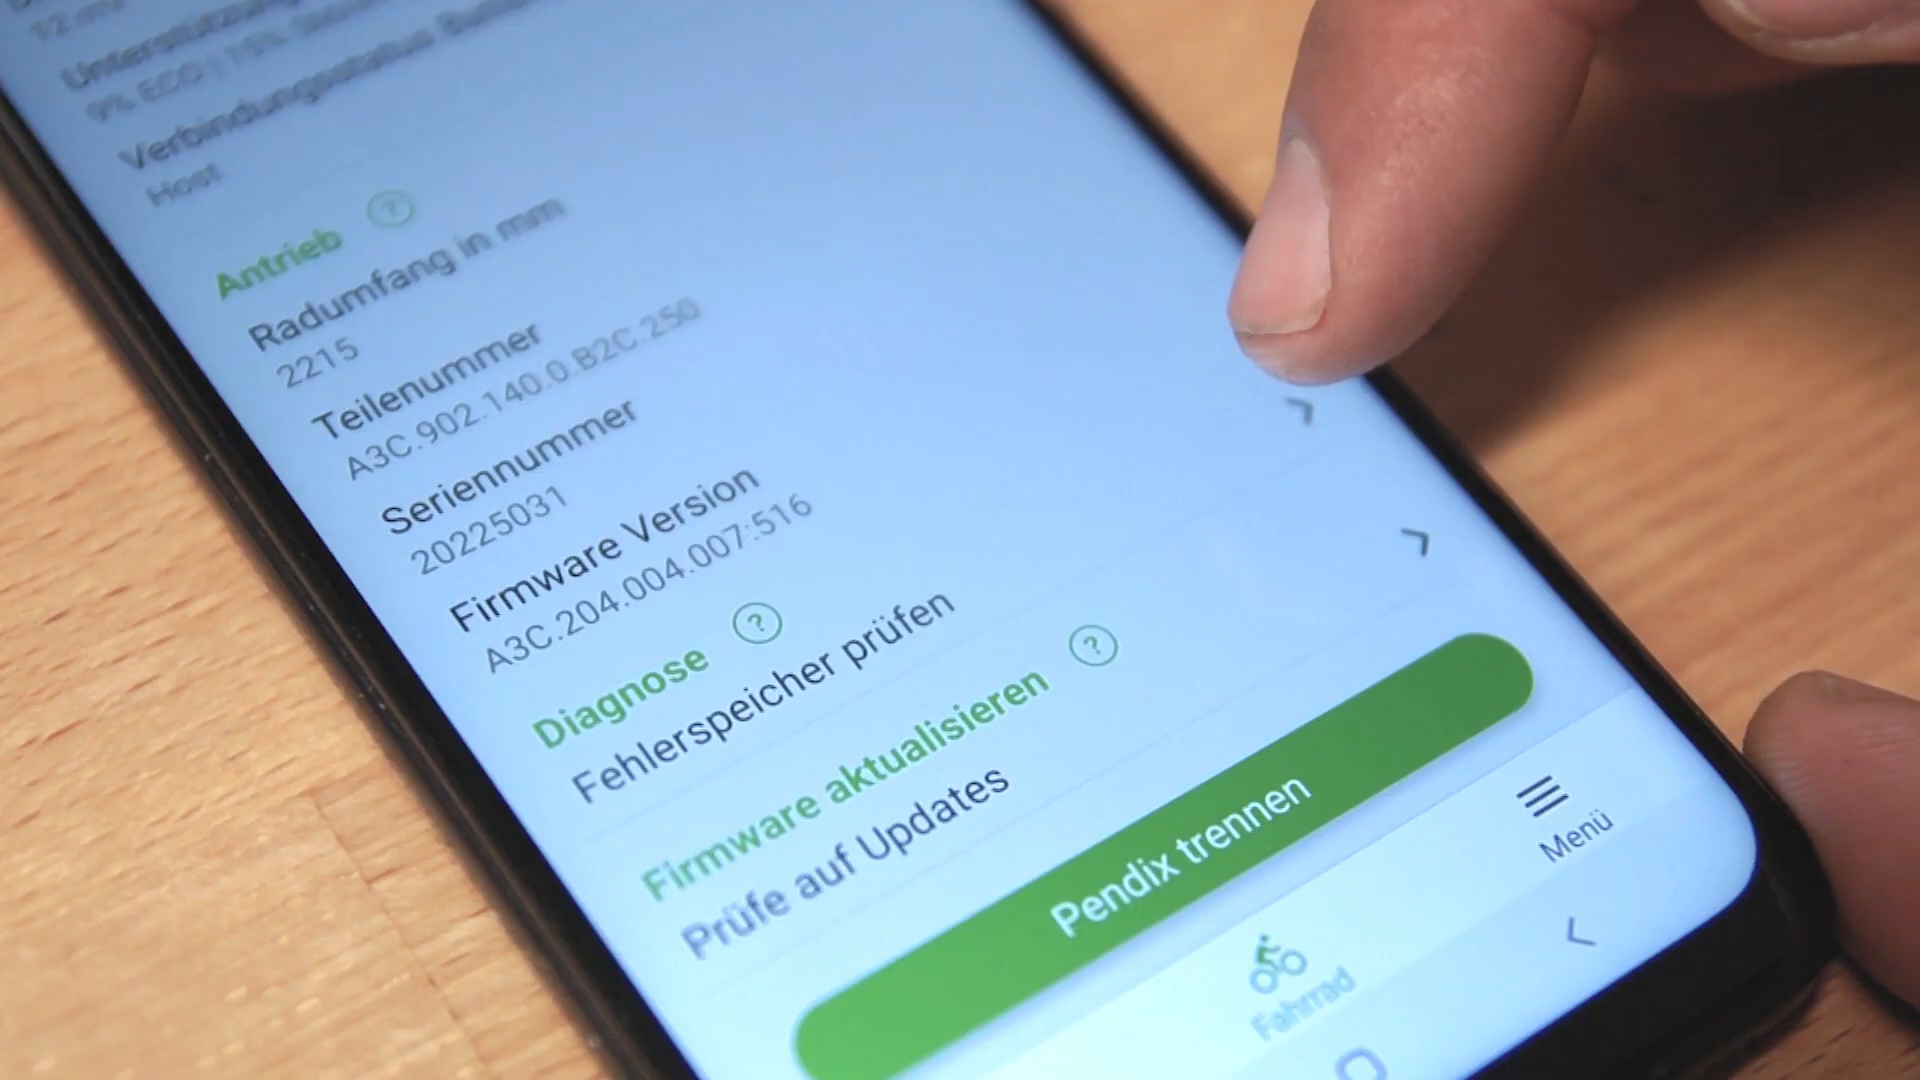 Unterstützung
9% ECO | 19%
Verbindungsstatus
Host
Antrieb ?
Radumfang in mm
2215
Teilenummer
A3C.902.140.0.B2C.250
Seriennummer
20225031
Firmware Version
A3C.204.004.007:516
Diagnose ?
Fehlerspeicher prüfen
Firmware aktualisieren ?
Prüfe auf Updates
Pendix trennen
Fahrrad
Menü